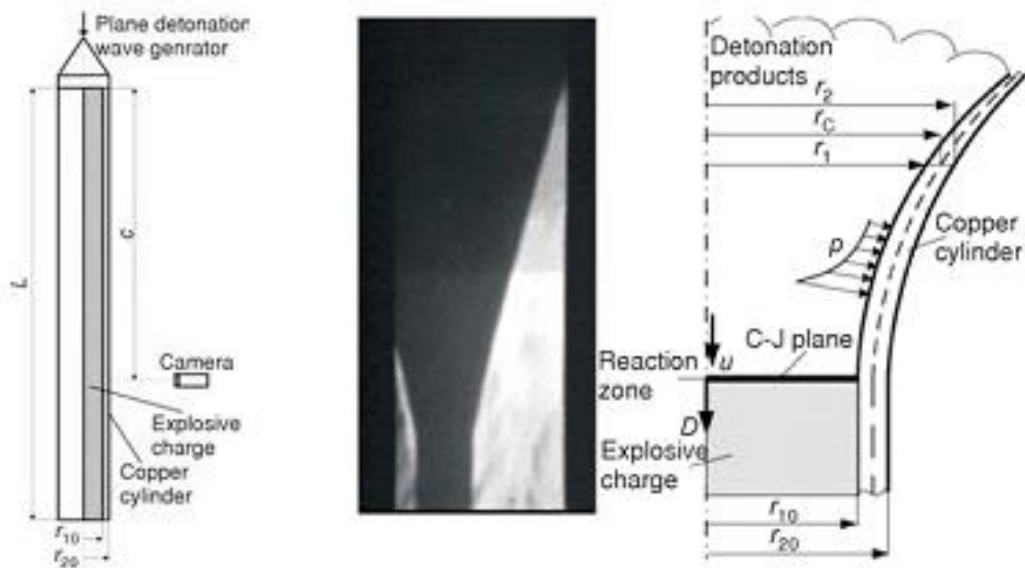 Plane detonation
wave genrator
L
c
Camera
Explosive
charge
Copper
cylinder
r10
r20
Detonation
products
r2
rC
r1
p
Copper
cylinder
C-J plane
Reaction
zone
u
D
Explosive
charge
r10
r20